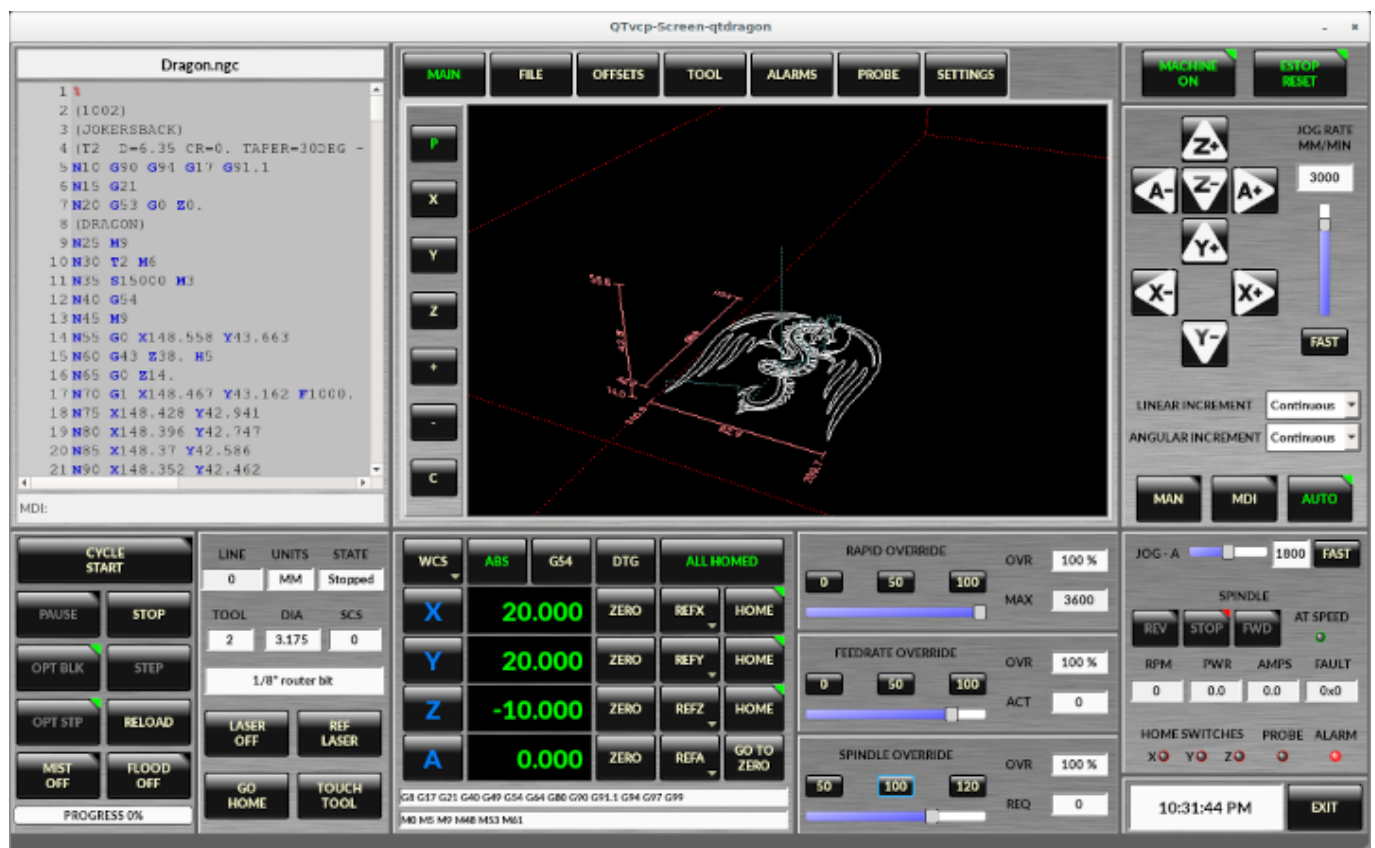 QTvcp-Screen-qtdragon
Dragon.ngc
1 %
2 (1002)
3 (JOKERSBACK)
4 (T2 D=6.35 CR=0. TAPER=30DEG -
5 N10 G90 G94 G17 G91.1
6 N15 G21
7 N20 G53 G0 Z0.
8 (DRAGON)
9 N25 M9
10 N30 T2 M6
11 N35 S15000 M3
12 N40 G54
13 N45 M9
14 N55 G0 X148.558 Y43.663
15 N60 G43 Z38. H5
16 N65 G0 Z14.
17 N70 G1 X148.467 Y43.162 F1000.
18 N75 X148.428 Y42.941
19 N80 X148.396 Y42.747
20 N85 X148.37 Y42.586
21 N90 X148.352 Y42.462
MDI:
MAIN FILE OFFSETS TOOL ALARMS PROBE SETTINGS
P
X
Y
Z
+
-
C
MACHINE ON
ESTOP RESET
JOG RATE
MM/MIN
3000
Z+
A- Z- A+
Y+
X- X+
Y-
FAST
LINEAR INCREMENT Continuous
ANGULAR INCREMENT Continuous
MAN MDI AUTO
CYCLE
START
PAUSE STOP
OPT BLK STEP
OPT STP RELOAD
MIST OFF
FLOOD OFF
PROGRESS 0%
LINE UNITS STATE
0 MM Stopped
TOOL DIA SCS
2 3.175 0
1/8" router bit
LASER OFF
REF LASER
GO HOME
TOUCH TOOL
WCS ABS G54 DTG ALL HOMED
X 20.000 ZERO REFX HOME
Y 20.000 ZERO REFY HOME
Z -10.000 ZERO REFZ HOME
A 0.000 ZERO REFA GO TO ZERO
G8 G17 G21 G40 G49 G54 G64 G80 G90 G91.1 G94 G97 G99
M0 M5 M9 M48 M53 M61
RAPID OVERRIDE OVR 100 %
0 50 100
MAX 3600
FEEDRATE OVERRIDE OVR 100 %
0 50 100
ACT 0
SPINDLE OVERRIDE OVR 100 %
50 100 120
REQ 0
JOG - A 1800 FAST
SPINDLE
REV STOP FWD AT SPEED
RPM PWR AMPS FAULT
0 0.0 0.0 0x0
HOME SWITCHES PROBE ALARM
X Y Z
10:31:44 PM EXIT